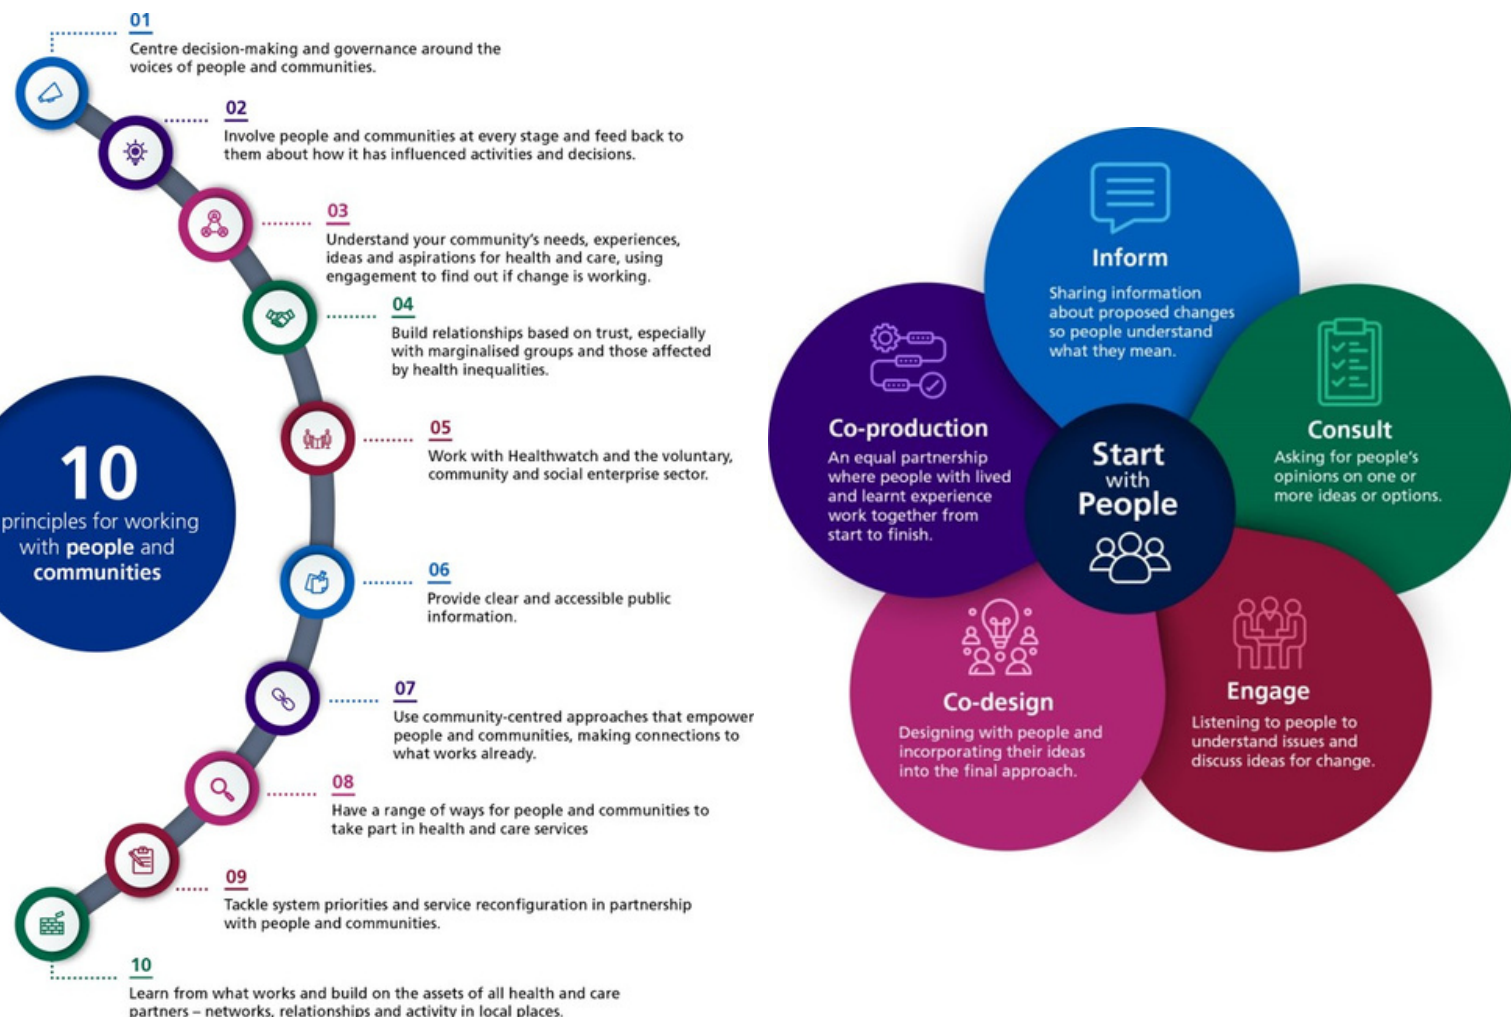 01
Centre decision-making and governance around the
voices of people and communities.
02
Involve people and communities at every stage and feed back to
them about how it has influenced activities and decisions.
03
Understand your community's needs, experiences,
ideas and aspirations for health and care, using
engagement to find out if change is working.
04
Build relationships based on trust, especially
with marginalised groups and those affected
by health inequalities.
05
Work with Healthwatch and the voluntary,
community and social enterprise sector.
10
principles for working
with people and
communities
06
Provide clear and accessible public
information.
07
Use community-centred approaches that empower
people and communities, making connections to
what works already.
08
Have a range of ways for people and communities to
take part in health and care services
09
Tackle system priorities and service reconfiguration in partnership
with people and communities.
10
Learn from what works and build on the assets of all health and care
partners – networks, relationships and activity in local places.
Start
with
People
Inform
Sharing information
about proposed changes
so people understand
what they mean.
Consult
Asking for people's
opinions on one or
more ideas or options.
Engage
Listening to people to
understand issues and
discuss ideas for change.
Co-design
Designing with people and
incorporating their ideas
into the final approach.
Co-production
An equal partnership
where people with lived
and learnt experience
work together from
start to finish.